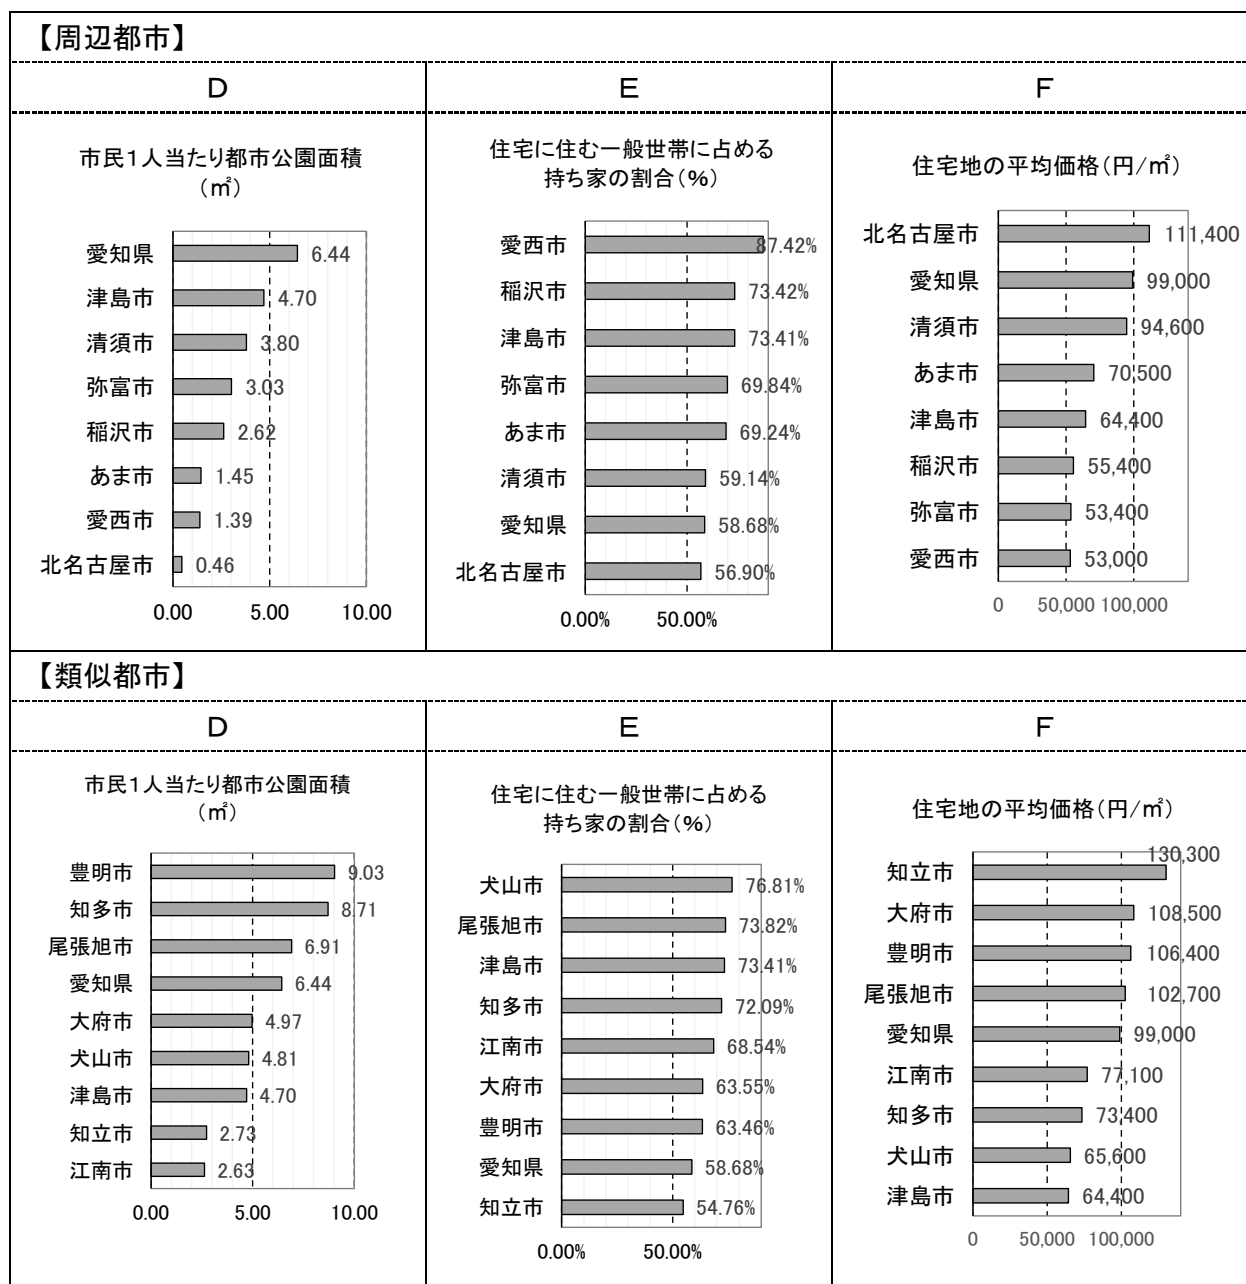 【周辺都市】
D
E
F
市民1人当たり都市公園面積
（㎡）
愛知県 6.44
津島市 4.70
清須市 3.80
弥富市 3.03
稲沢市 2.62
あま市 1.45
愛西市 1.39
北名古屋市 0.46
0.00 5.00 10.00
住宅に住む一般世帯に占める
持ち家の割合（％）
愛西市 87.42%
稲沢市 73.42%
津島市 73.41%
弥富市 69.84%
あま市 69.24%
清須市 59.14%
愛知県 58.68%
北名古屋市 56.90%
0.00% 50.00%
住宅地の平均価格（円/㎡）
北名古屋市 111,400
愛知県 99,000
清須市 94,600
あま市 70,500
津島市 64,400
稲沢市 55,400
弥富市 53,400
愛西市 53,000
0 50,000 100,000
【類似都市】
D
E
F
市民1人当たり都市公園面積
（㎡）
豊明市 9.03
知多市 8.71
尾張旭市 6.91
愛知県 6.44
大府市 4.97
犬山市 4.81
津島市 4.70
知立市 2.73
江南市 2.63
0.00 5.00 10.00
住宅に住む一般世帯に占める
持ち家の割合（％）
犬山市 76.81%
尾張旭市 73.82%
津島市 73.41%
知多市 72.09%
江南市 68.54%
大府市 63.55%
豊明市 63.46%
愛知県 58.68%
知立市 54.76%
0.00% 50.00%
住宅地の平均価格（円/㎡）
知立市 130,300
大府市 108,500
豊明市 106,400
尾張旭市 102,700
愛知県 99,000
江南市 77,100
知多市 73,400
犬山市 65,600
津島市 64,400
0 50,000 100,000